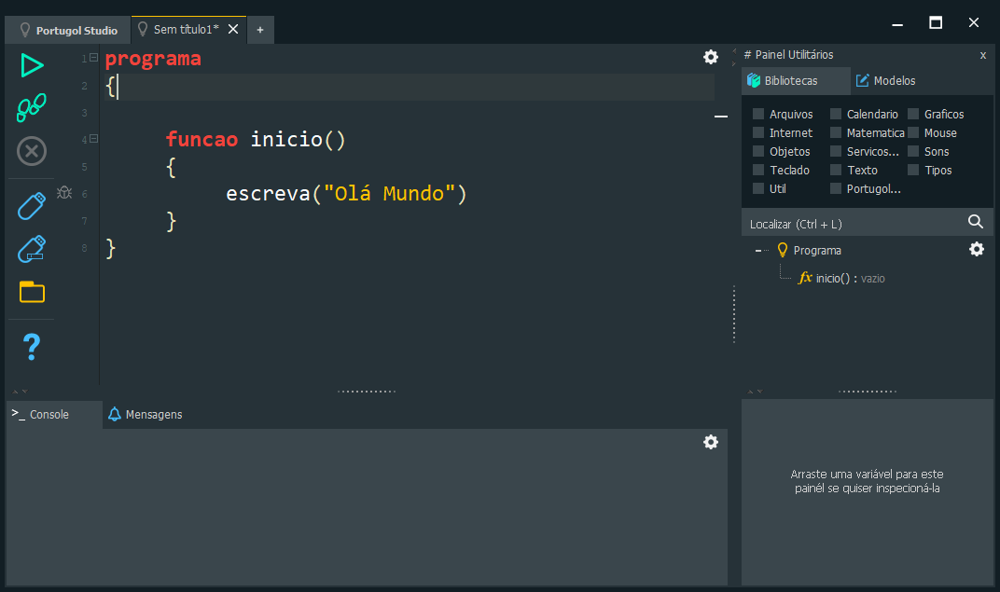 Portugol Studio
Sem título1*
+
# Painel Utilitários
x
Bibliotecas
Modelos
1 programa
2 {
3
4 funcao inicio()
5 {
6 escreva("Olá Mundo")
7 }
8 }
Arquivos Calendario Graficos
Internet Matematica Mouse
Objetos Servicos... Sons
Teclado Texto Tipos
Util Portugol...
Localizar (Ctrl + L)
Programa
fx inicio() : vazio
?
>_ Console
Mensagens
Arraste uma variável para este
painél se quiser inspecioná-la